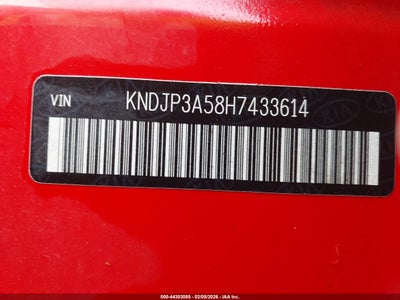 VIN KNDJP3A58H7433614
000-44303085 - 02/09/2026 - IAA Inc.